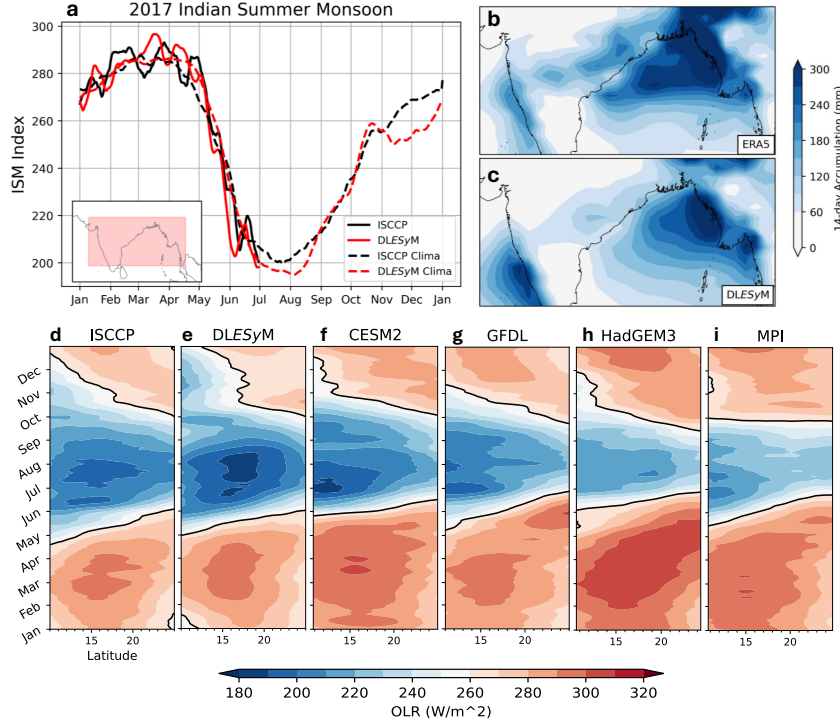 a
2017 Indian Summer Monsoon
ISM Index
300
280
260
240
220
200
Jan Feb Mar Apr May Jun Jul Aug Sep Oct Nov Dec Jan
ISCCP
DLESyM
ISCCP Clima
DLESyM Clima
b
ERA5
c
DLESyM
300
240
180
120
60
0
14-day Accumulation (mm)
d ISCCP
e DLESyM
f CESM2
g GFDL
h HadGEM3
i MPI
Dec
Nov
Oct
Sep
Aug
Jul
Jun
May
Apr
Mar
Feb
Jan
15 20 15 20 15 20 15 20 15 20 15 20
Latitude
180 200 220 240 260 280 300 320
OLR (W/m^2)